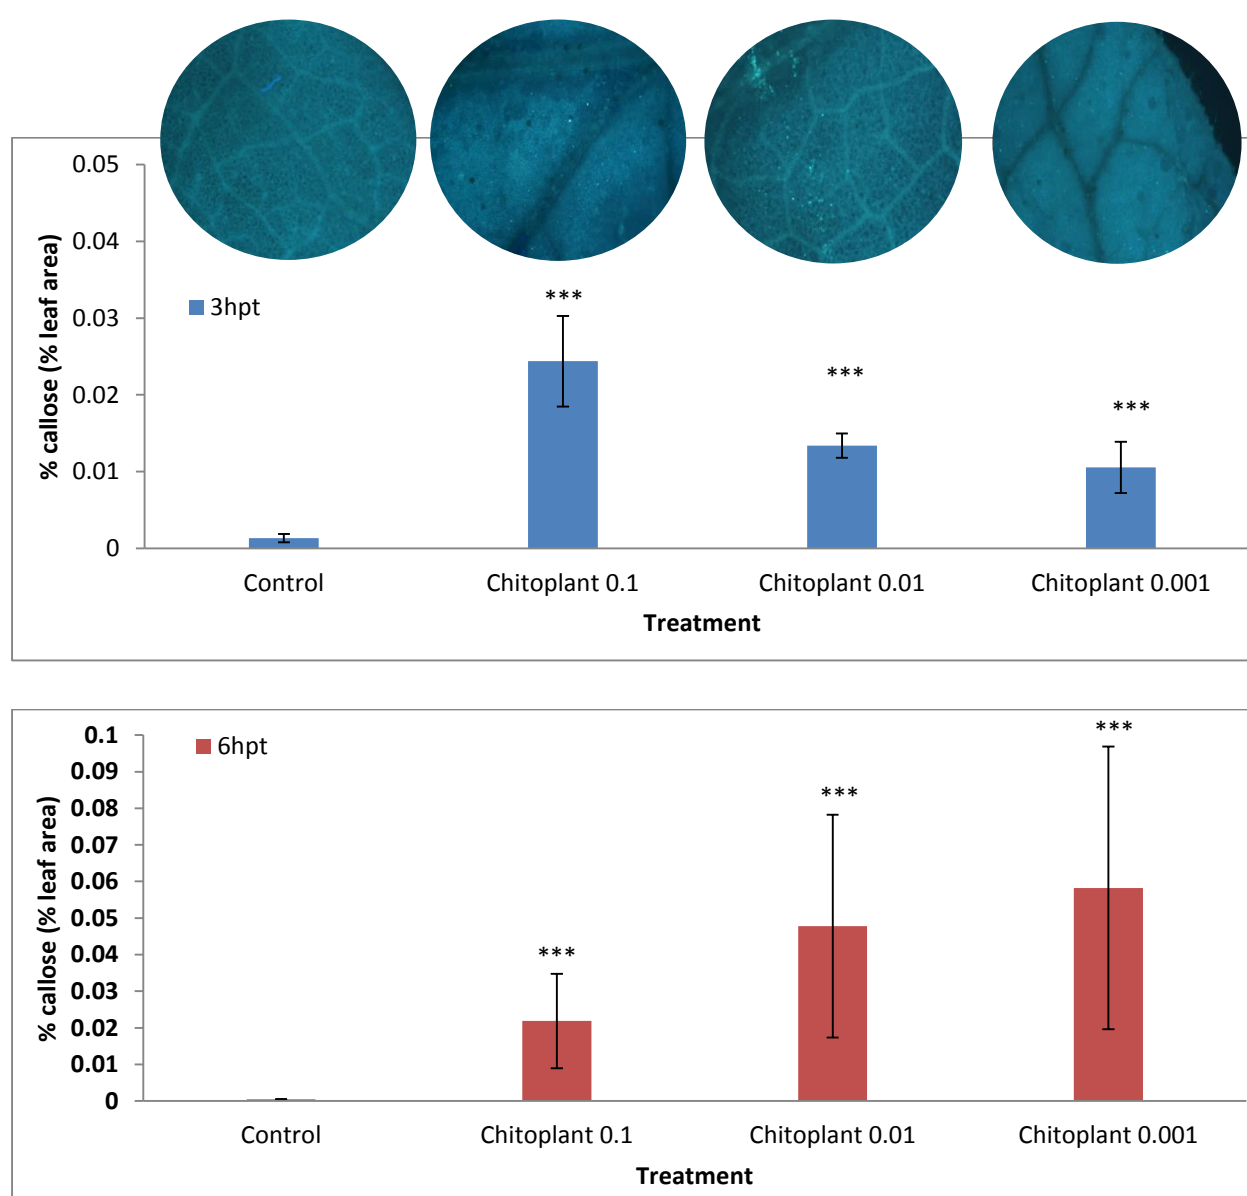 0.05
0.04
0.03
0.02
0.01
0
% callose (% leaf area)
3hpt
***
***
***
Control
Chitoplant 0.1
Chitoplant 0.01
Chitoplant 0.001
Treatment
0.1
0.09
0.08
0.07
0.06
0.05
0.04
0.03
0.02
0.01
0
% callose (% leaf area)
6hpt
***
***
***
Control
Chitoplant 0.1
Chitoplant 0.01
Chitoplant 0.001
Treatment